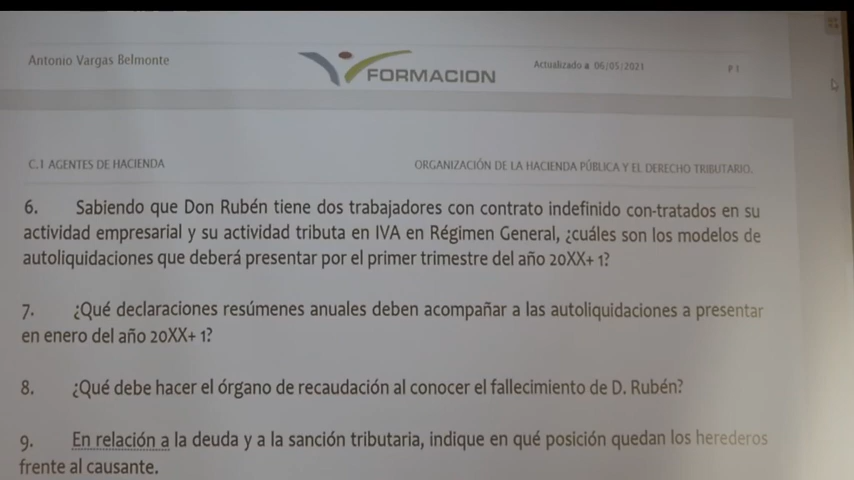 Antonio Vargas Belmonte
FORMACION
Actualizado a 06/05/2021
P 1
C.1 AGENTES DE HACIENDA
ORGANIZACIÓN DE LA HACIENDA PÚBLICA Y EL DERECHO TRIBUTARIO.
6. Sabiendo que Don Rubén tiene dos trabajadores con contrato indefinido con-tratados en su
actividad empresarial y su actividad tributa en IVA en Régimen General, ¿cuáles son los modelos de
autoliquidaciones que deberá presentar por el primer trimestre del año 20XX+ 1?
7. ¿Qué declaraciones resúmenes anuales deben acompañar a las autoliquidaciones a presentar
en enero del año 20XX+ 1?
8. ¿Qué debe hacer el órgano de recaudación al conocer el fallecimiento de D. Rubén?
9. En relación a la deuda y a la sanción tributaria, indique en qué posición quedan los herederos
frente al causante.